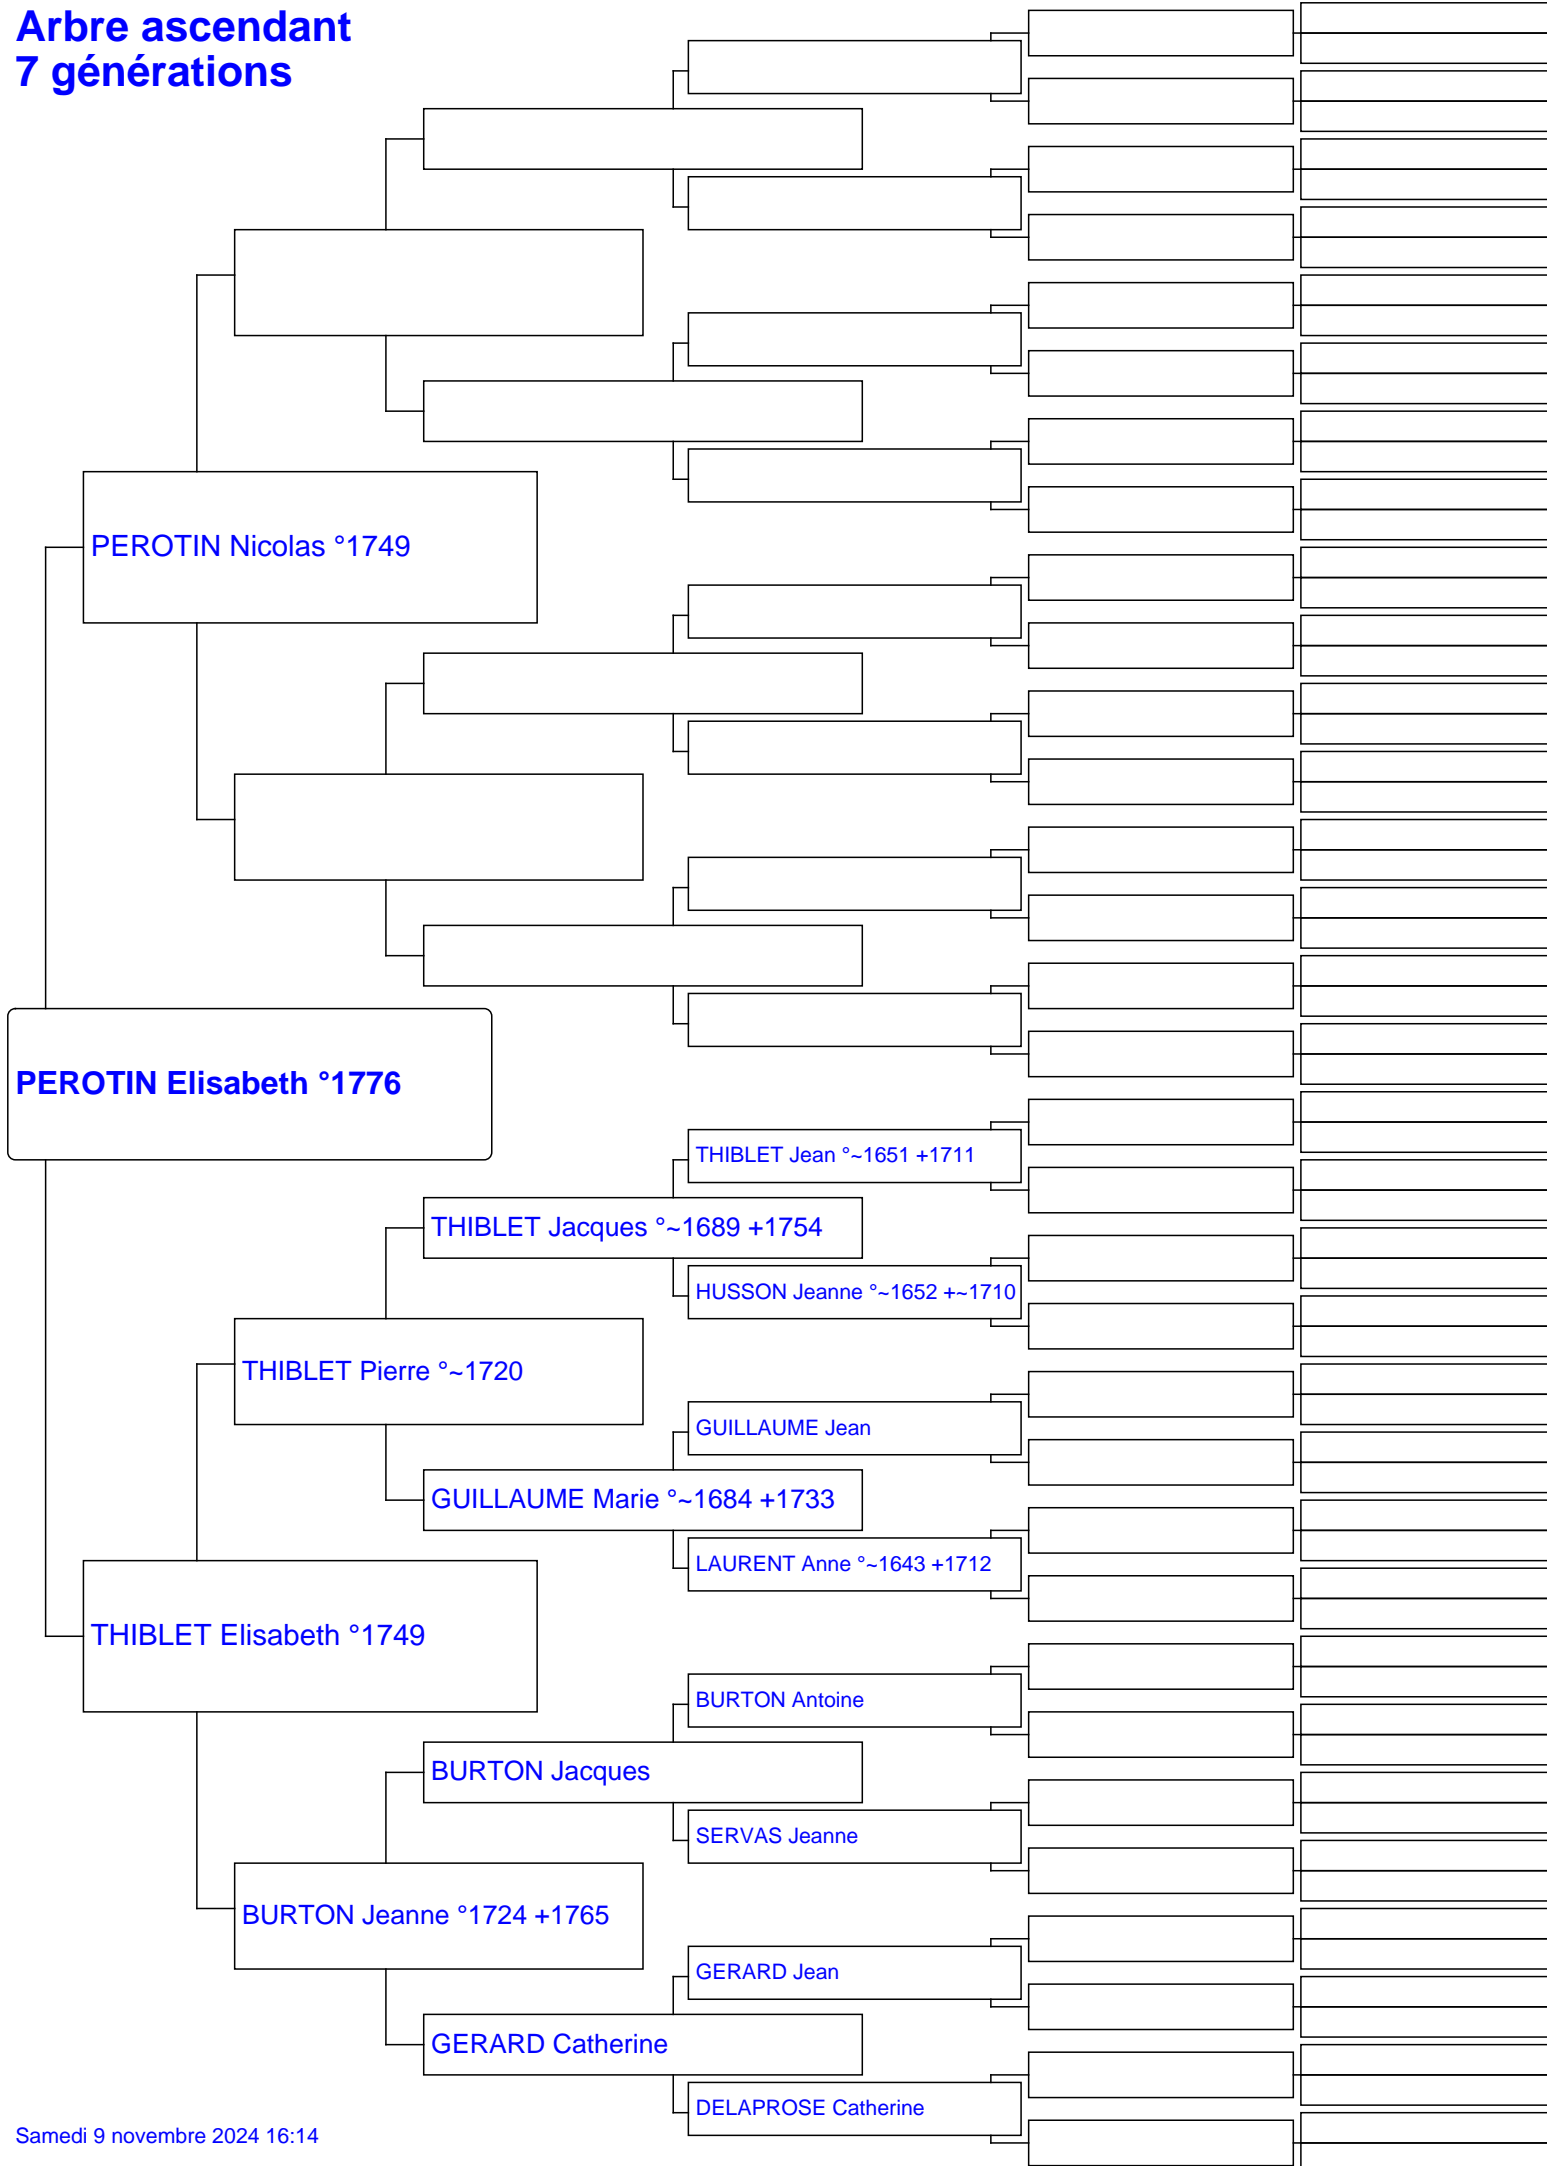 Arbre ascendant
7 générations
PEROTIN Nicolas °1749
PEROTIN Elisabeth °1776
THIBLET Jean °~1651 +1711
THIBLET Jacques °~1689 +1754
HUSSON Jeanne °~1652 +~1710
THIBLET Pierre °~1720
GUILLAUME Jean
GUILLAUME Marie °~1684 +1733
LAURENT Anne °~1643 +1712
THIBLET Elisabeth °1749
BURTON Antoine
BURTON Jacques
SERVAS Jeanne
BURTON Jeanne °1724 +1765
GERARD Jean
GERARD Catherine
DELAPROSE Catherine
Samedi 9 novembre 2024 16:14